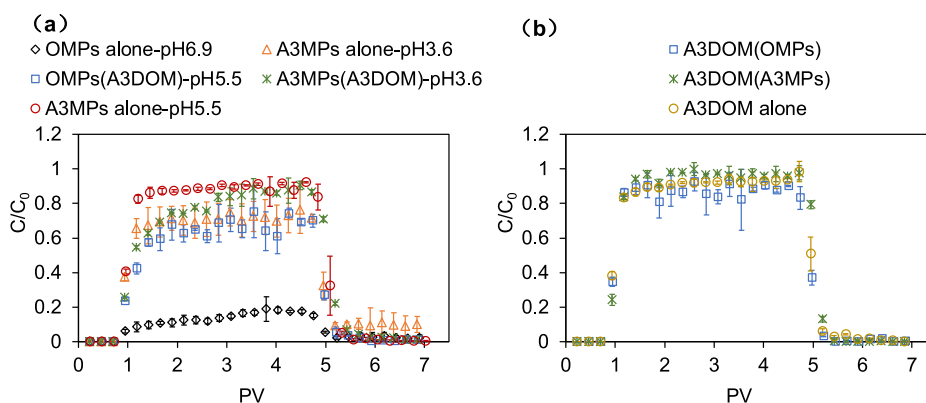 (a)
OMPs alone-pH6.9 A3MPs alone-pH3.6
OMPs(A3DOM)-pH5.5 A3MPs(A3DOM)-pH3.6
A3MPs alone-pH5.5
1.2
1
0.8
0.6
0.4
0.2
0
C/C0
0 1 2 3 4 5 6 7
PV
(b)
A3DOM(OMPs)
A3DOM(A3MPs)
A3DOM alone
1.2
1
0.8
0.6
0.4
0.2
0
C/C0
0 1 2 3 4 5 6 7
PV